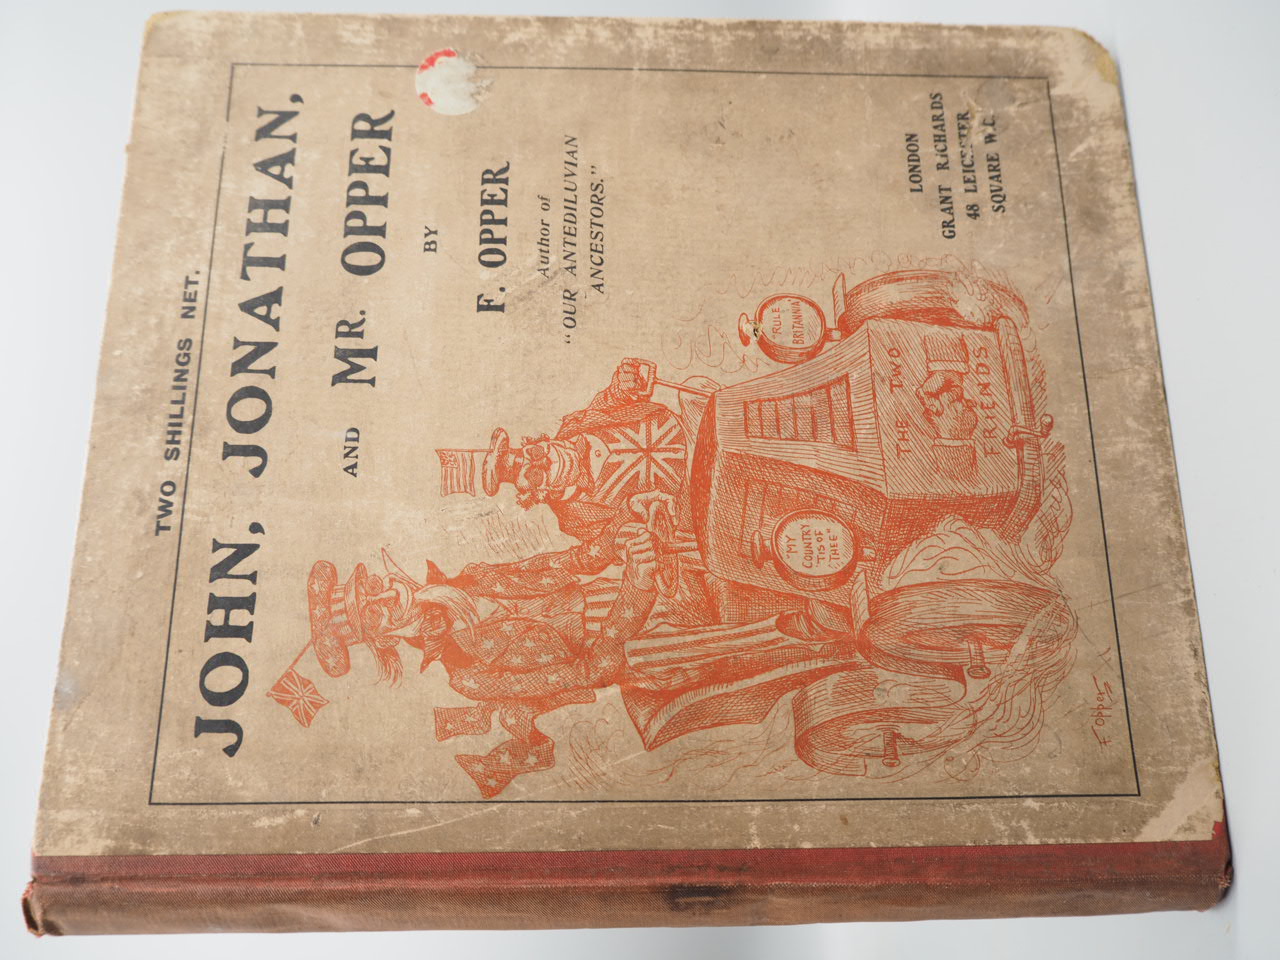 TWO SHILLINGS NET.
JOHN, JONATHAN,
AND MR. OPPER
BY
F. OPPER
Author of
"OUR ANTEDILUVIAN
ANCESTORS."
LONDON
GRANT RICHARDS
48 LEICESTER
SQUARE W.C.
"MY
COUNTRY
'TIS OF
THEE"
"RULE
BRITANNIA"
THE TWO
FRIENDS
F. Opper